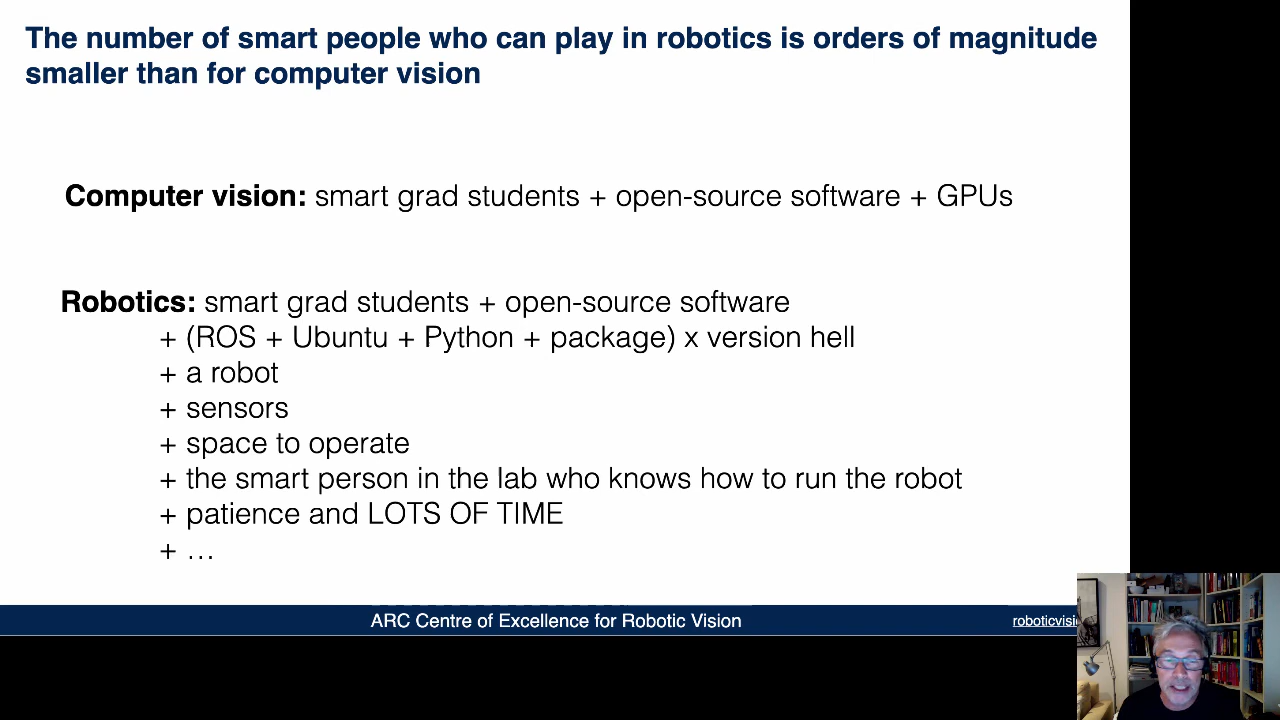 The number of smart people who can play in robotics is orders of magnitude
smaller than for computer vision
Computer vision: smart grad students + open-source software + GPUs
Robotics: smart grad students + open-source software
+ (ROS + Ubuntu + Python + package) x version hell
+ a robot
+ sensors
+ space to operate
+ the smart person in the lab who knows how to run the robot
+ patience and LOTS OF TIME
+ …
ARC Centre of Excellence for Robotic Vision